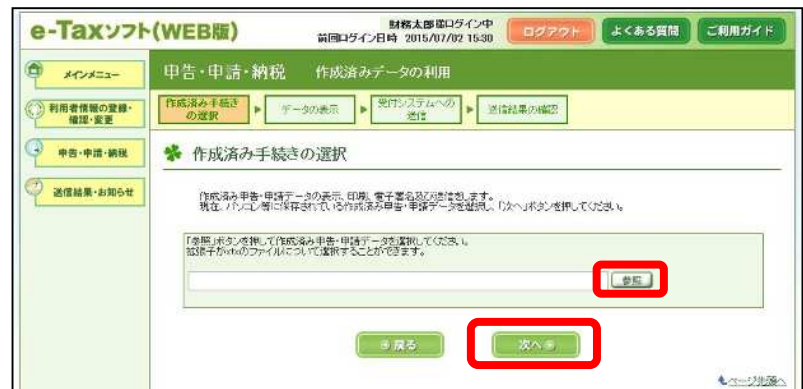 e-Taxソフト(WEB版)
財務太郎様ログイン中
前回ログイン日時 2015/07/02 15:30
ログアウト
よくある質問
ご利用ガイド
メインメニュー
利用者情報の登録・
確認・変更
申告・申請・納税
送信結果・お知らせ
申告・申請・納税 作成済みデータの利用
作成済み手続き
の選択
データの表示
受付システムへの
送信
送信結果の確認
作成済み手続きの選択
作成済み申告・申請データの表示、印刷、電子署名及び送信をします。
現在、パソコン等に保存されている作成済み申告・申請データを選択し、「次へ」ボタンを押してください。
「参照」ボタンを押して作成済み申告・申請データを選択してください。
拡張子がxtxのファイルについて選択することができます。
参照
戻る
次へ
ページ先頭へ